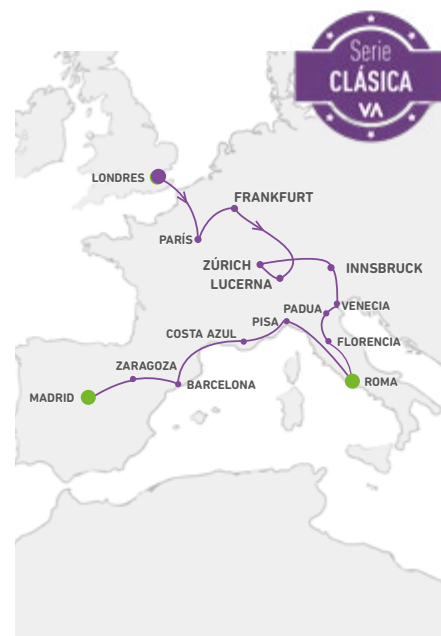 Serie
CLÁSICA
VA
LONDRES
FRANKFURT
PARÍS
ZÚRICH
INNSBRUCK
LUCERNA
PADUA
VENECIA
PISA
COSTA AZUL
FLORENCIA
ZARAGOZA
BARCELONA
ROMA
MADRID